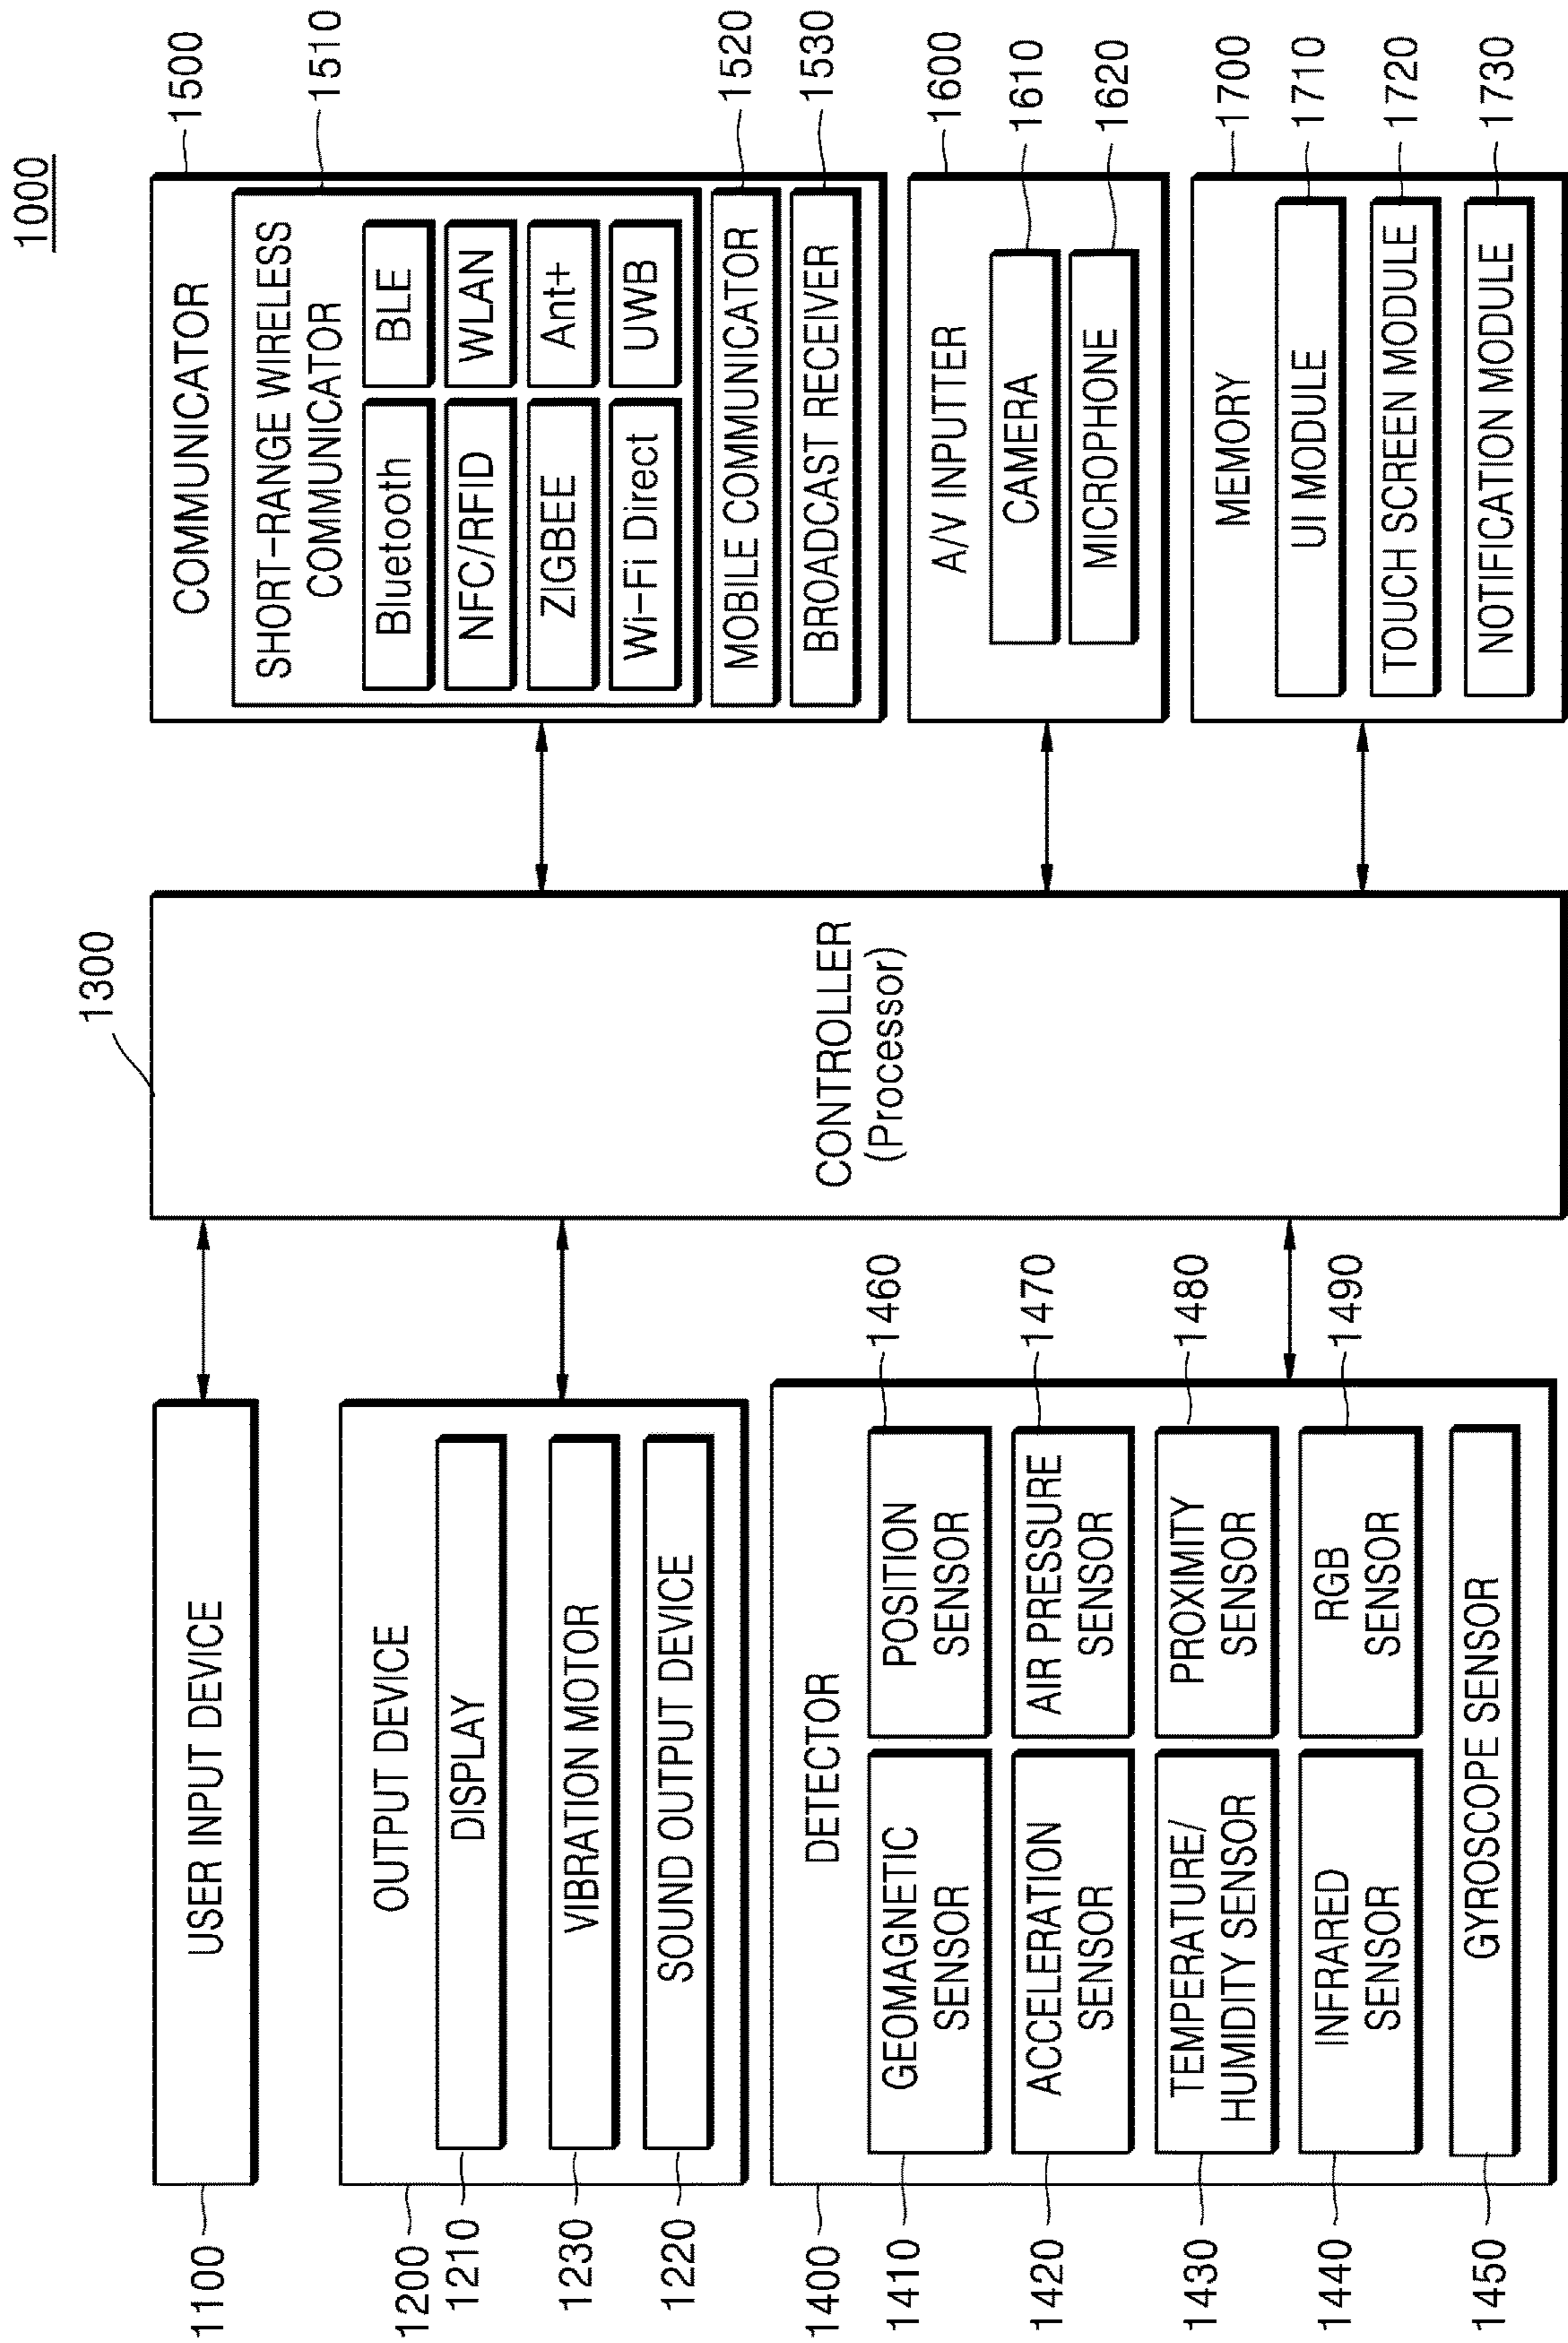 1000
1100
USER INPUT DEVICE
1200
OUTPUT DEVICE
1210
DISPLAY
1230
VIBRATION MOTOR
1220
SOUND OUTPUT DEVICE
1400
DETECTOR
1410
GEOMAGNETIC
SENSOR
POSITION
SENSOR
1460
1420
ACCELERATION
SENSOR
AIR PRESSURE
SENSOR
1470
1430
TEMPERATURE/
HUMIDITY SENSOR
PROXIMITY
SENSOR
1480
1440
INFRARED
SENSOR
RGB
SENSOR
1490
1450
GYROSCOPE SENSOR
1300
CONTROLLER
(Processor)
1500
COMMUNICATOR
1510
SHORT-RANGE WIRELESS
COMMUNICATOR
Bluetooth
BLE
NFC/RFID
WLAN
ZIGBEE
Ant+
Wi-Fi Direct
UWB
MOBILE COMMUNICATOR
1520
BROADCAST RECEIVER
1530
1600
A/V INPUTTER
CAMERA
1610
MICROPHONE
1620
1700
MEMORY
UI MODULE
1710
TOUCH SCREEN MODULE
1720
NOTIFICATION MODULE
1730